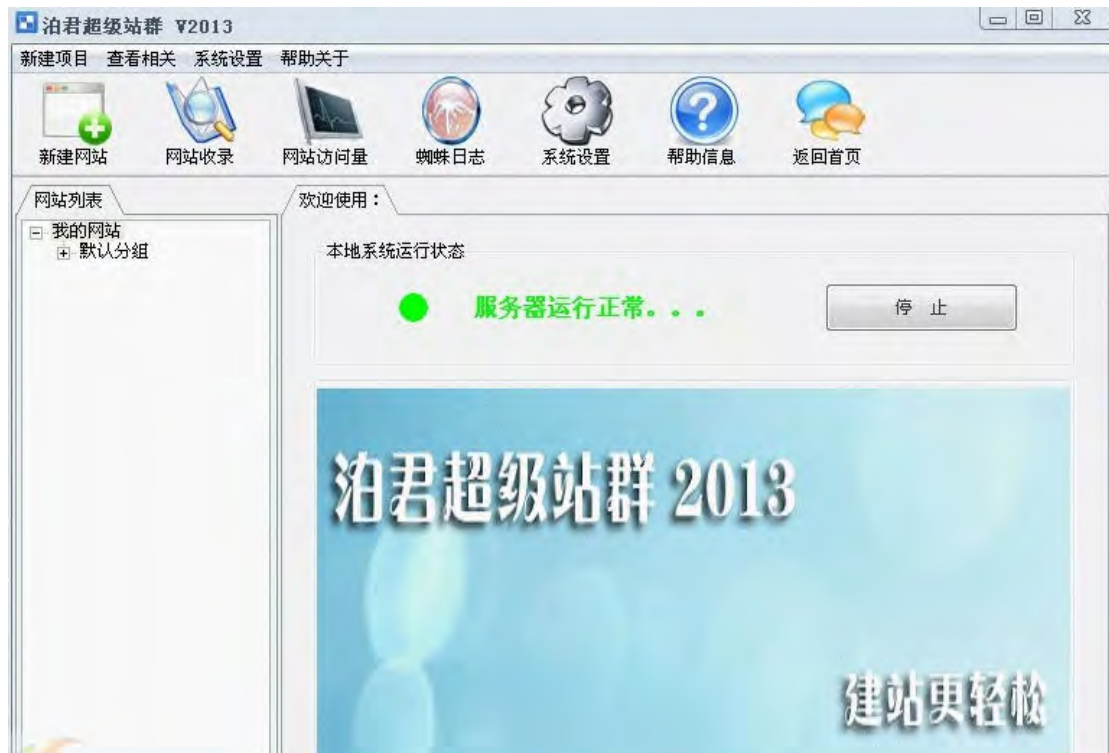 泊君超级站群 V2013
新建项目 查看相关 系统设置 帮助关于
新建网站 网站收录 网站访问量 蜘蛛日志 系统设置 帮助信息 返回首页
网站列表
欢迎使用：
我的网站
默认分组
本地系统运行状态
服务器运行正常。。。
停 止
泊君超级站群 2013
建站更轻松